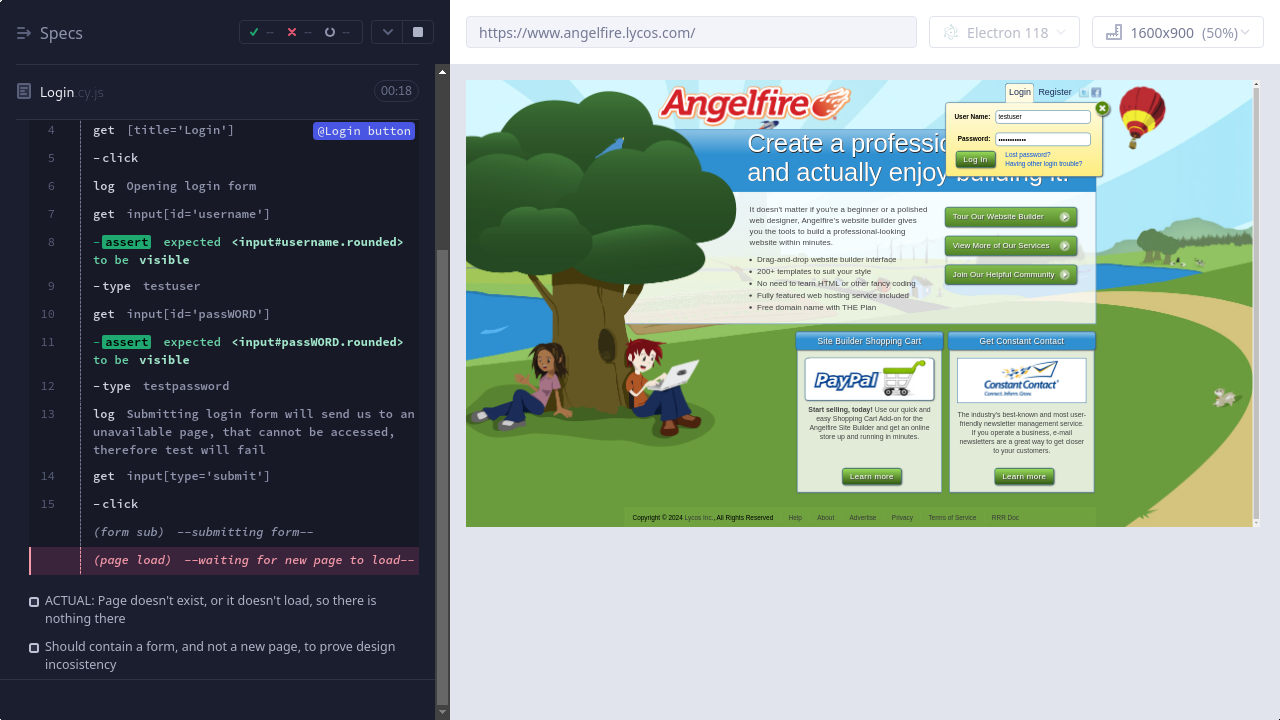 Specs
--
--
--
https://www.angelfire.lycos.com/
Electron 118
1600x900 (50%)
Login.cy.js
00:18
4 get [title='Login'] @Login button
5 -click
6 log Opening login form
7 get input[id='username']
8 -assert expected <input#username.rounded>
to be visible
9 -type testuser
10 get input[id='passWORD']
11 -assert expected <input#passWORD.rounded>
to be visible
12 -type testpassword
13 log Submitting login form will send us to an
unavailable page, that cannot be accessed,
therefore test will fail
14 get input[type='submit']
15 -click
(form sub) --submitting form--
(page load) --waiting for new page to load--
ACTUAL: Page doesn't exist, or it doesn't load, so there is
nothing there
Should contain a form, and not a new page, to prove design
incosistency
Angelfire
Login Register
User Name: testuser
Password: ••••••••••••
Log In
Lost password?
Having other login trouble?
Create a professio
and actually enjoy building it.
It doesn't matter if you're a beginner or a polished
web designer, Angelfire's website builder gives
you the tools to build a professional-looking
website within minutes.
• Drag-and-drop website builder interface
• 200+ templates to suit your style
• No need to learn HTML or other fancy coding
• Fully featured web hosting service included
• Free domain name with THE Plan
Tour Our Website Builder
View More of Our Services
Join Our Helpful Community
Site Builder Shopping Cart
PayPal
Start selling, today! Use our quick and
easy Shopping Cart Add-on for the
Angelfire Site Builder and get an online
store up and running in minutes.
Learn more
Get Constant Contact
Constant Contact
Connect. Inform. Grow.
The industry's best-known and most user-
friendly newsletter management service.
If you operate a business, e-mail
newsletters are a great way to get closer
to your customers.
Learn more
Copyright © 2024 Lycos Inc., All Rights Reserved Help About Advertise Privacy Terms of Service RRR Doc